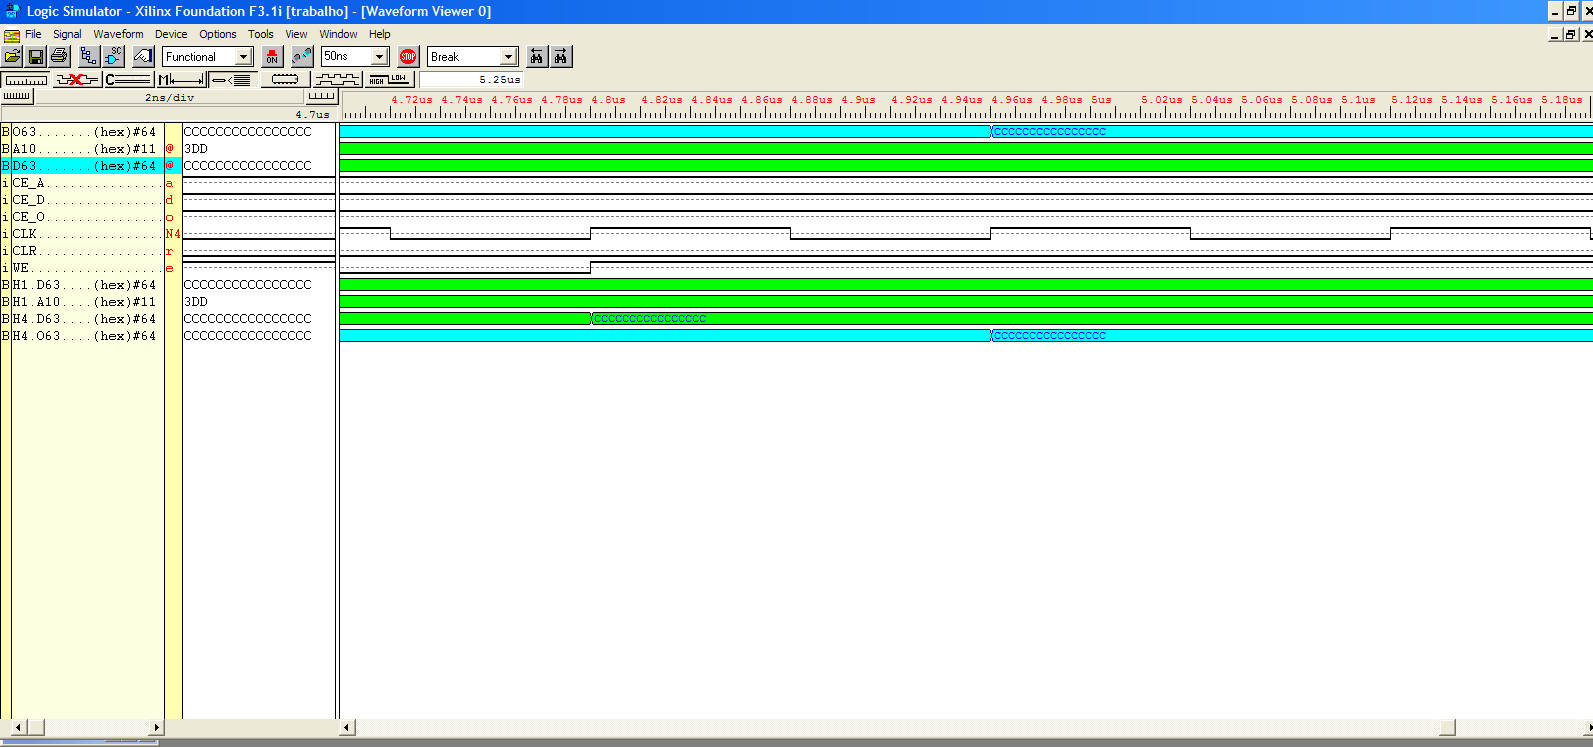 Logic Simulator - Xilinx Foundation F3.1i [trabalho] - [Waveform Viewer 0]
File Signal Waveform Device Options Tools View Window Help
Functional ON SC 50ns STOP Break
C M HIGH LOW 5.25us
2ns/div 4.72us 4.74us 4.76us 4.78us 4.8us 4.82us 4.84us 4.86us 4.88us 4.9us 4.92us 4.94us 4.96us 4.98us 5us 5.02us 5.04us 5.06us 5.08us 5.1us 5.12us 5.14us 5.16us 5.18us
4.7us
B O63.......(hex)#64 CCCCCCCCCCCCCCCC CCCCCCCCCCCCCCCC
B A10.......(hex)#11 @ 3DD
B D63.......(hex)#64 @ CCCCCCCCCCCCCCCC
i CE_A............... a
i CE_D............... d
i CE_O............... o
i CLK................ N4
i CLR................ r
i WE................. e
B H1.D63....(hex)#64 CCCCCCCCCCCCCCCC
B H1.A10....(hex)#11 3DD
B H4.D63....(hex)#64 CCCCCCCCCCCCCCCC CCCCCCCCCCCCCCCC
B H4.O63....(hex)#64 CCCCCCCCCCCCCCCC CCCCCCCCCCCCCCCC